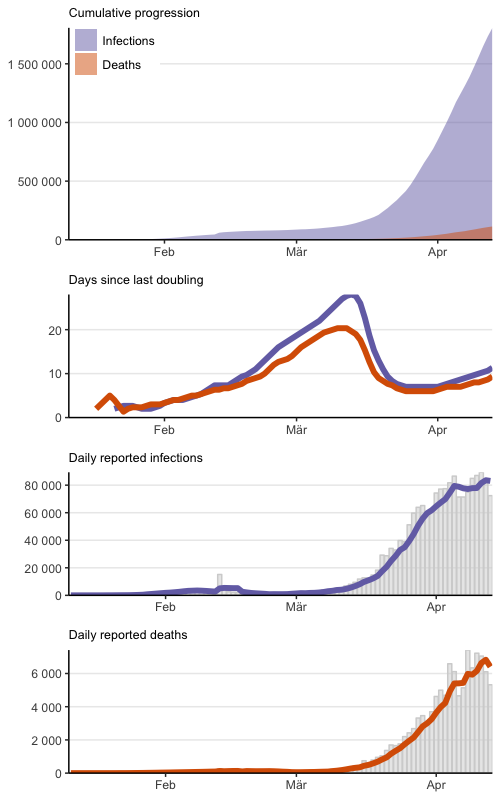 Cumulative progression
Infections
Deaths
1 500 000
1 000 000
500 000
0
Feb Mär Apr
Days since last doubling
20
10
0
Feb Mär Apr
Daily reported infections
80 000
60 000
40 000
20 000
0
Feb Mär Apr
Daily reported deaths
6 000
4 000
2 000
0
Feb Mär Apr